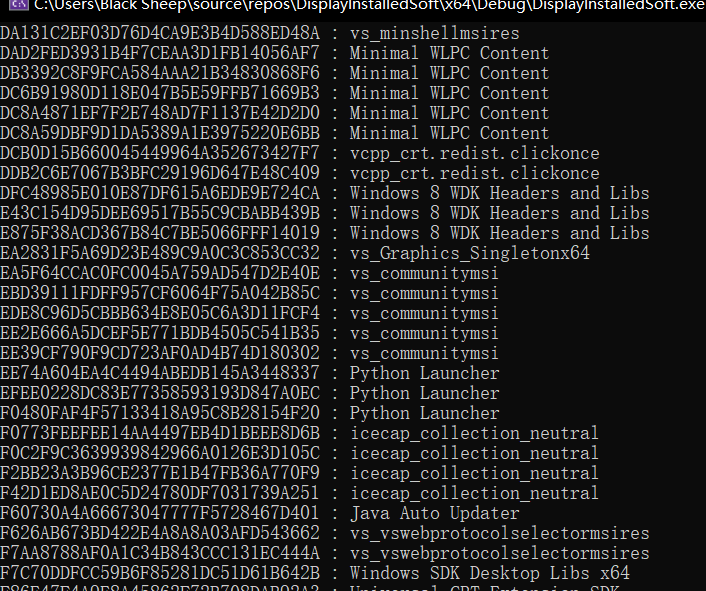 C:\Users\Black Sheep\source\repos\DisplayInstalledSoft\x64\Debug\DisplayInstalledSoft.exe
DA131C2EF03D76D4CA9E3B4D588ED48A : vs_minshellmsires
DAD2FED3931B4F7CEAA3D1FB14056AF7 : Minimal WLPC Content
DB3392C8F9FCA584AAA21B34830868F6 : Minimal WLPC Content
DC6B91980D118E047B5E59FFB71669B3 : Minimal WLPC Content
DC8A4871EF7F2E748AD7F1137E42D2D0 : Minimal WLPC Content
DC8A59DBF9D1DA5389A1E3975220E6BB : Minimal WLPC Content
DCB0D15B660045449964A352673427F7 : vcpp_crt.redist.clickonce
DDB2C6E7067B3BFC29196D647E48C409 : vcpp_crt.redist.clickonce
DFC48985E010E87DF615A6EDE9E724CA : Windows 8 WDK Headers and Libs
E43C154D95DEE69517B55C9CBABB439B : Windows 8 WDK Headers and Libs
E875F38ACD367B84C7BE5066FFF14019 : Windows 8 WDK Headers and Libs
EA2831F5A69D23E489C9A0C3C853CC32 : vs_Graphics_Singletonx64
EA5F64CCAC0FC0045A759AD547D2E40E : vs_communitymsi
EBD39111FDFF957CF6064F75A042B85C : vs_communitymsi
EDE8C96D5CBBB634E8E05C6A3D11FCF4 : vs_communitymsi
EE2E666A5DCEF5E771BDB4505C541B35 : vs_communitymsi
EE39CF790F9CD723AF0AD4B74D180302 : vs_communitymsi
EE74A604EA4C4494ABEDB145A3448337 : Python Launcher
EFEE0228DC83E77358593193D847A0EC : Python Launcher
F0480FAF4F57133418A95C8B28154F20 : Python Launcher
F0773FEEFEE14AA4497EB4D1BEEE8D6B : icecap_collection_neutral
F0C2F9C3639939842966A0126E3D105C : icecap_collection_neutral
F2BB23A3B96CE2377E1B47FB36A770F9 : icecap_collection_neutral
F42D1ED8AE0C5D24780DF7031739A251 : icecap_collection_neutral
F60730A4A66673047777F5728467D401 : Java Auto Updater
F626AB673BD422E4A8A8A03AFD543662 : vs_vswebprotocolselectormsires
F7AA8788AF0A1C34B843CCC131EC444A : vs_vswebprotocolselectormsires
F7C70DDFCC59B6F85281DC51D61B642B : Windows SDK Desktop Libs x64